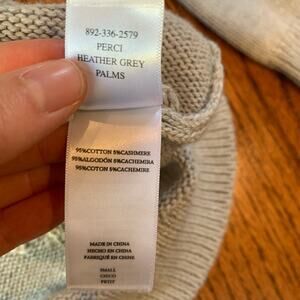 892-336-2579
PERCI
HEATHER GREY
PALMS
95%COTTON 5%CASHMERE
95%ALGODÓN 5%CACHEMIRA
95%COTON 5%CACHEMIRE
MADE IN CHINA
HECHO EN CHINA
FABRIQUÉ EN CHINE
SMALL
CHICO
PETIT